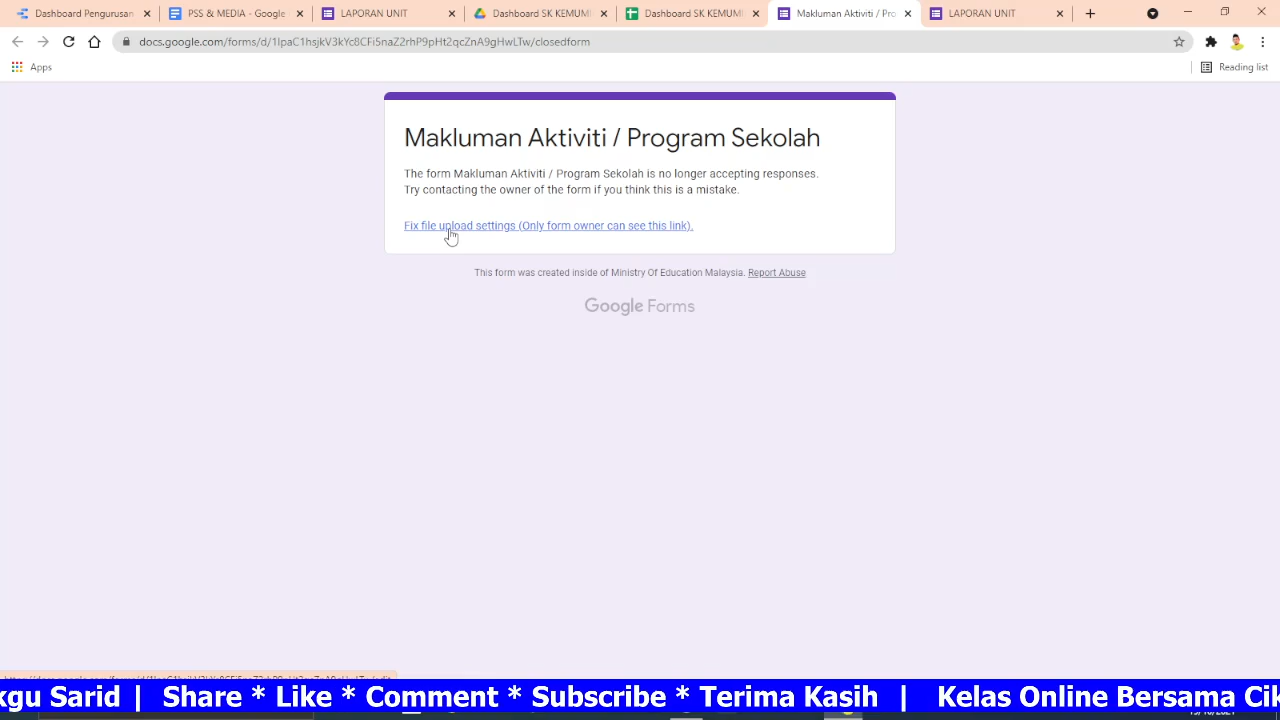 Dashboard Pengurusan
PSS & MEDIA - Google
LAPORAN UNIT
Dashboard SK KEMUMI
Dashboard SK KEMUMI
Makluman Aktiviti / Pro
LAPORAN UNIT
docs.google.com/forms/d/1lpaC1hsjkV3kYc8CFi5naZ2rhP9pHt2qcZnA9gHwLTw/closedform
Apps
Reading list
Makluman Aktiviti / Program Sekolah
The form Makluman Aktiviti / Program Sekolah is no longer accepting responses.
Try contacting the owner of the form if you think this is a mistake.
Fix file upload settings (Only form owner can see this link).
This form was created inside of Ministry Of Education Malaysia. Report Abuse
Google Forms
kgu Sarid | Share * Like * Comment * Subscribe * Terima Kasih | Kelas Online Bersama Cik